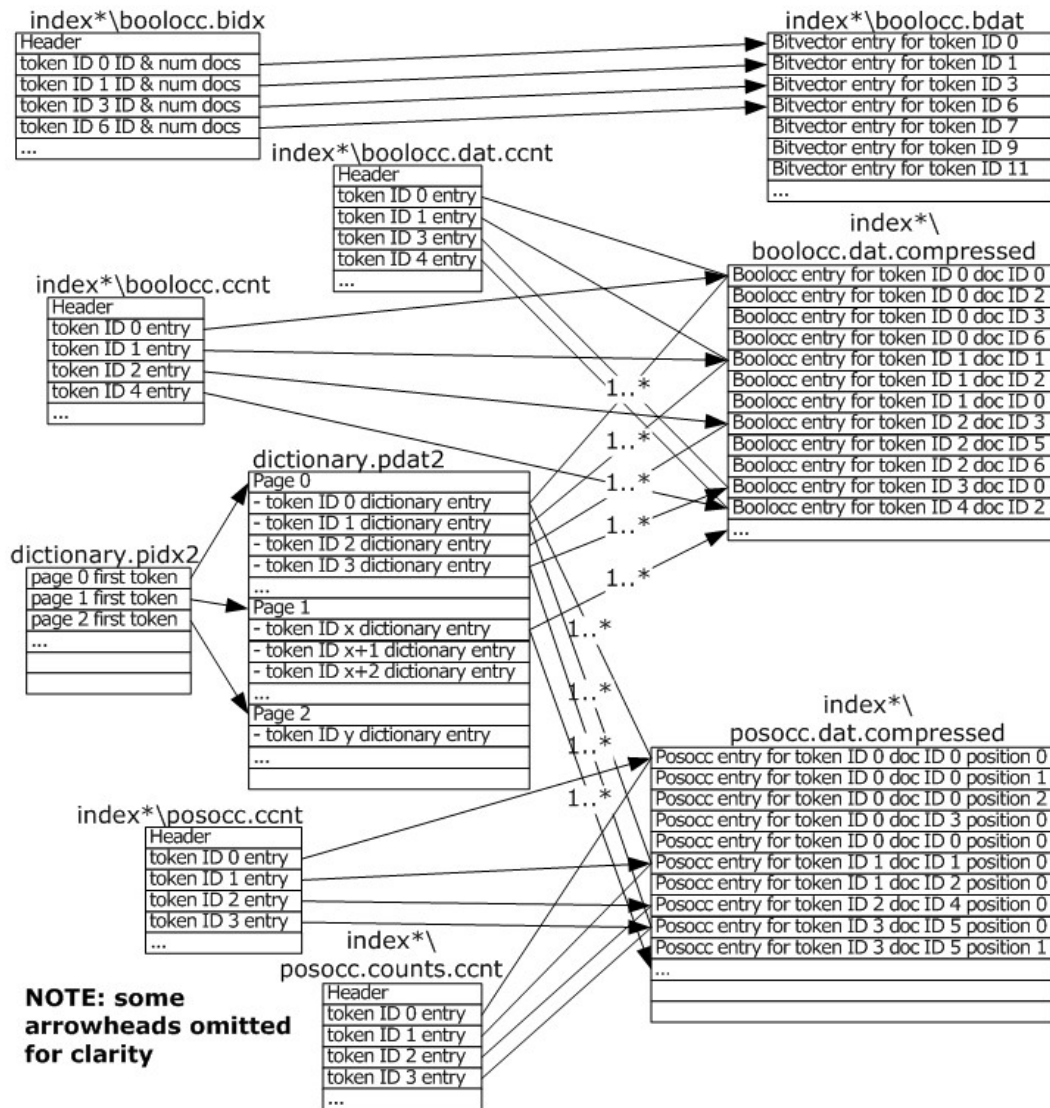 index*\boolocc.bidx
Header
token ID 0 ID & num docs
token ID 1 ID & num docs
token ID 3 ID & num docs
token ID 6 ID & num docs
...
index*\boolocc.bdat
Bitvector entry for token ID 0
Bitvector entry for token ID 1
Bitvector entry for token ID 3
Bitvector entry for token ID 6
Bitvector entry for token ID 7
Bitvector entry for token ID 9
Bitvector entry for token ID 11
...
index*\boolocc.dat.ccnt
Header
token ID 0 entry
token ID 1 entry
token ID 3 entry
token ID 4 entry
...
index*\
boolocc.dat.compressed
Boolocc entry for token ID 0 doc ID 0
Boolocc entry for token ID 0 doc ID 2
Boolocc entry for token ID 0 doc ID 3
Boolocc entry for token ID 0 doc ID 6
Boolocc entry for token ID 1 doc ID 1
Boolocc entry for token ID 1 doc ID 2
Boolocc entry for token ID 1 doc ID 0
Boolocc entry for token ID 2 doc ID 3
Boolocc entry for token ID 2 doc ID 5
Boolocc entry for token ID 2 doc ID 6
Boolocc entry for token ID 3 doc ID 0
Boolocc entry for token ID 4 doc ID 2
...
index*\boolocc.ccnt
Header
token ID 0 entry
token ID 1 entry
token ID 2 entry
token ID 4 entry
...
1..*
1..*
1..*
1..*
1..*
dictionary.pdat2
Page 0
- token ID 0 dictionary entry
- token ID 1 dictionary entry
- token ID 2 dictionary entry
- token ID 3 dictionary entry
...
Page 1
- token ID x dictionary entry
- token ID x+1 dictionary entry
- token ID x+2 dictionary entry
...
Page 2
- token ID y dictionary entry
...
dictionary.pidx2
page 0 first token
page 1 first token
page 2 first token
...
1..*
1..*
1..*
1..*
index*\
posocc.dat.compressed
Posocc entry for token ID 0 doc ID 0 position 0
Posocc entry for token ID 0 doc ID 0 position 1
Posocc entry for token ID 0 doc ID 0 position 2
Posocc entry for token ID 0 doc ID 3 position 0
Posocc entry for token ID 0 doc ID 0 position 0
Posocc entry for token ID 1 doc ID 1 position 0
Posocc entry for token ID 1 doc ID 2 position 0
Posocc entry for token ID 2 doc ID 4 position 0
Posocc entry for token ID 3 doc ID 5 position 0
Posocc entry for token ID 3 doc ID 5 position 1
...
index*\posocc.ccnt
Header
token ID 0 entry
token ID 1 entry
token ID 2 entry
token ID 3 entry
...
index*\
posocc.counts.ccnt
Header
token ID 0 entry
token ID 1 entry
token ID 2 entry
token ID 3 entry
...
NOTE: some
arrowheads omitted
for clarity